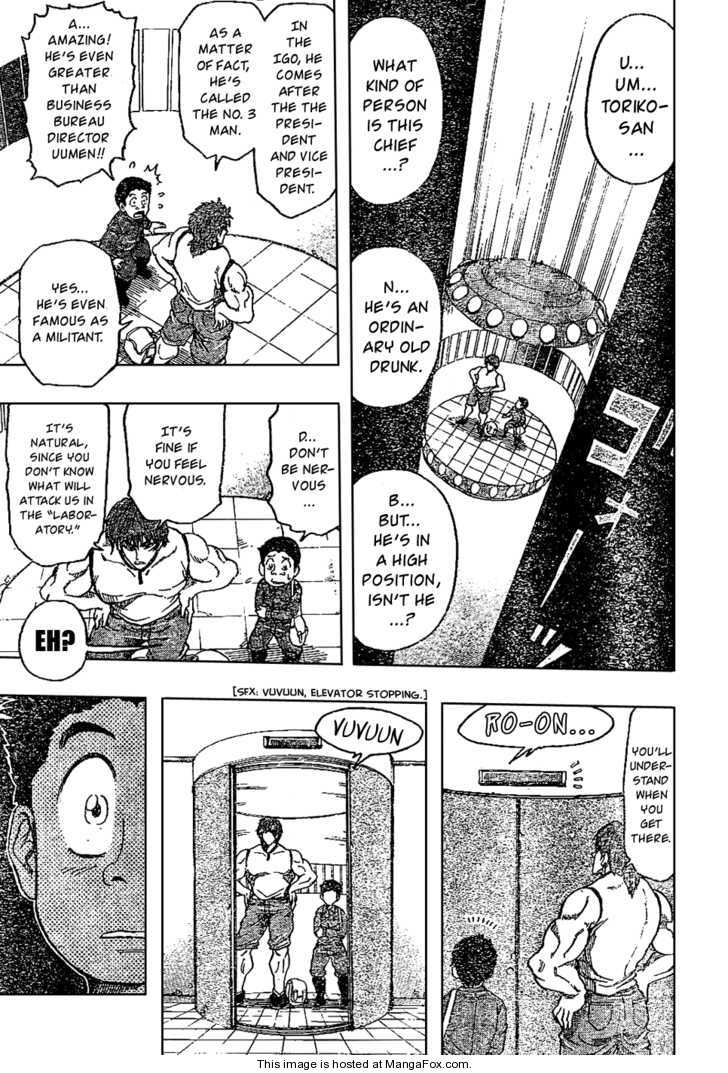 U...
UM...
TORIKO-
SAN
...
WHAT
KIND OF
PERSON
IS THIS
CHIEF
...?
N...
HE'S AN
ORDIN-
ARY OLD
DRUNK.
B...
BUT...
HE'S IN
A HIGH
POSITION,
ISN'T HE
...?
ゴメーッ
IN
THE
IGO, HE
COMES
AFTER
THE THE
PRESI-
DENT
AND VICE
PRESI-
DENT.
AS A
MATTER
OF FACT,
HE'S
CALLED
THE NO. 3
MAN.
A...
AMAZING!
HE'S EVEN
GREATER
THAN
BUSINESS
BUREAU
DIRECTOR
UUMEN!!
YES...
HE'S EVEN
FAMOUS AS
A MILITANT.
D...
DON'T
BE NER-
VOUS
...
IT'S
FINE IF
YOU FEEL
NERVOUS.
IT'S
NATURAL,
SINCE YOU
DON'T KNOW
WHAT WILL
ATTACK US IN
THE "LABOR-
ATORY."
EH?
YOU'LL
UNDER-
STAND
WHEN
YOU
GET
THERE.
RO-ON...
[SFX: VUVUUN, ELEVATOR STOPPING.]
VUVUUN
This image is hosted at MangaFox.com.